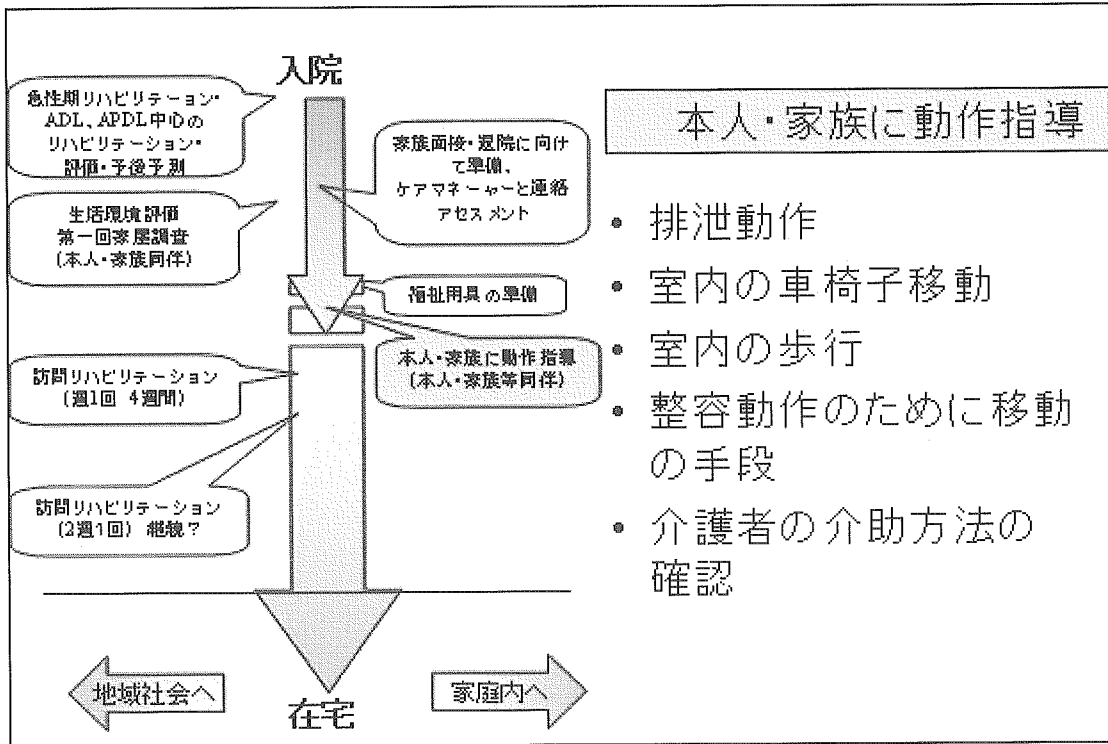 入院
急性期リハビリテーション・
ADL、APDL中心の
リハビリテーション・
評価・予後予測
家族面接・退院に向け
て準備、
ケアマネージャーと連絡
アセスメント
生活環境評価
第一回家屋調査
(本人・家族同伴)
福祉用具の準備
本人・家族に動作指導
(本人・家族等同伴)
訪問リハビリテーション
(週1回 4週間)
訪問リハビリテーション
(2週1回) 継続?
地域社会へ
在宅
家庭内へ
本人・家族に動作指導
• 排泄動作
• 室内の車椅子移動
• 室内の歩行
• 整容動作のために移動
の手段
• 介護者の介助方法の
確認